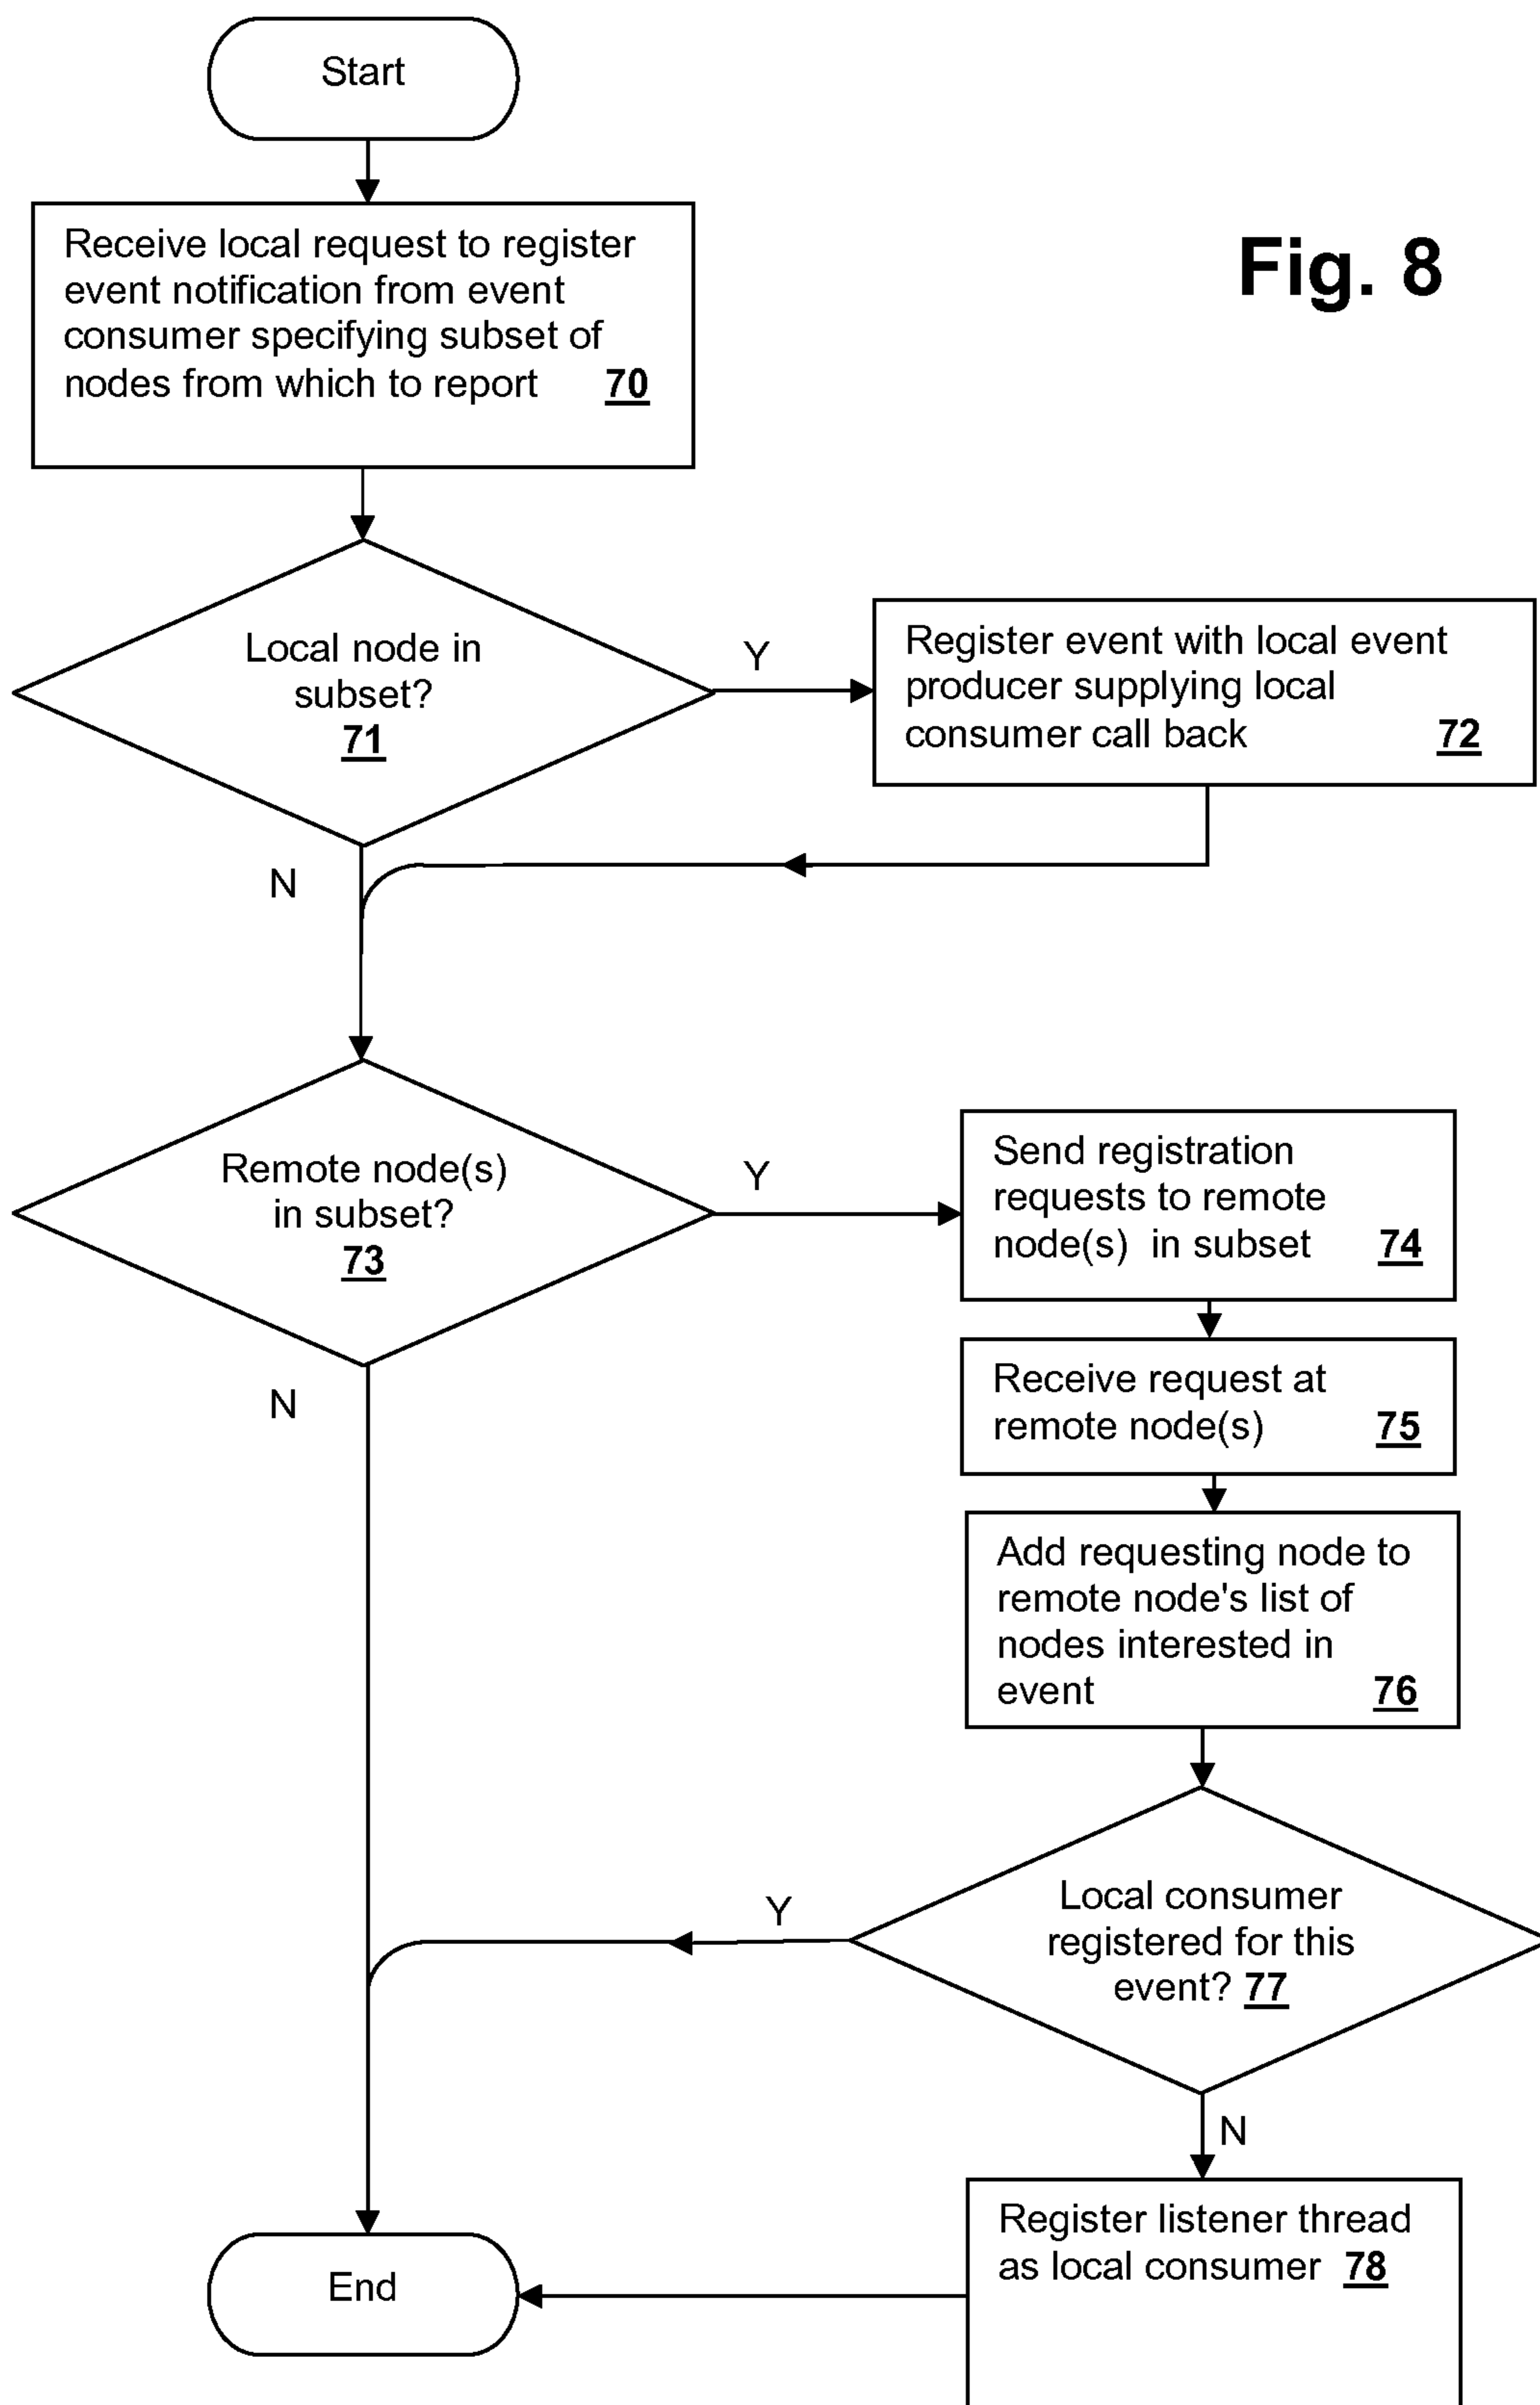 Start
Fig. 8
Receive local request to register
event notification from event
consumer specifying subset of
nodes from which to report 70
Local node in
subset?
71
Y
Register event with local event
producer supplying local
consumer call back 72
N
Remote node(s)
in subset?
73
Y
Send registration
requests to remote
node(s) in subset 74
N
Receive request at
remote node(s) 75
Add requesting node to
remote node's list of
nodes interested in
event 76
Local consumer
registered for this
event? 77
Y
N
Register listener thread
as local consumer 78
End